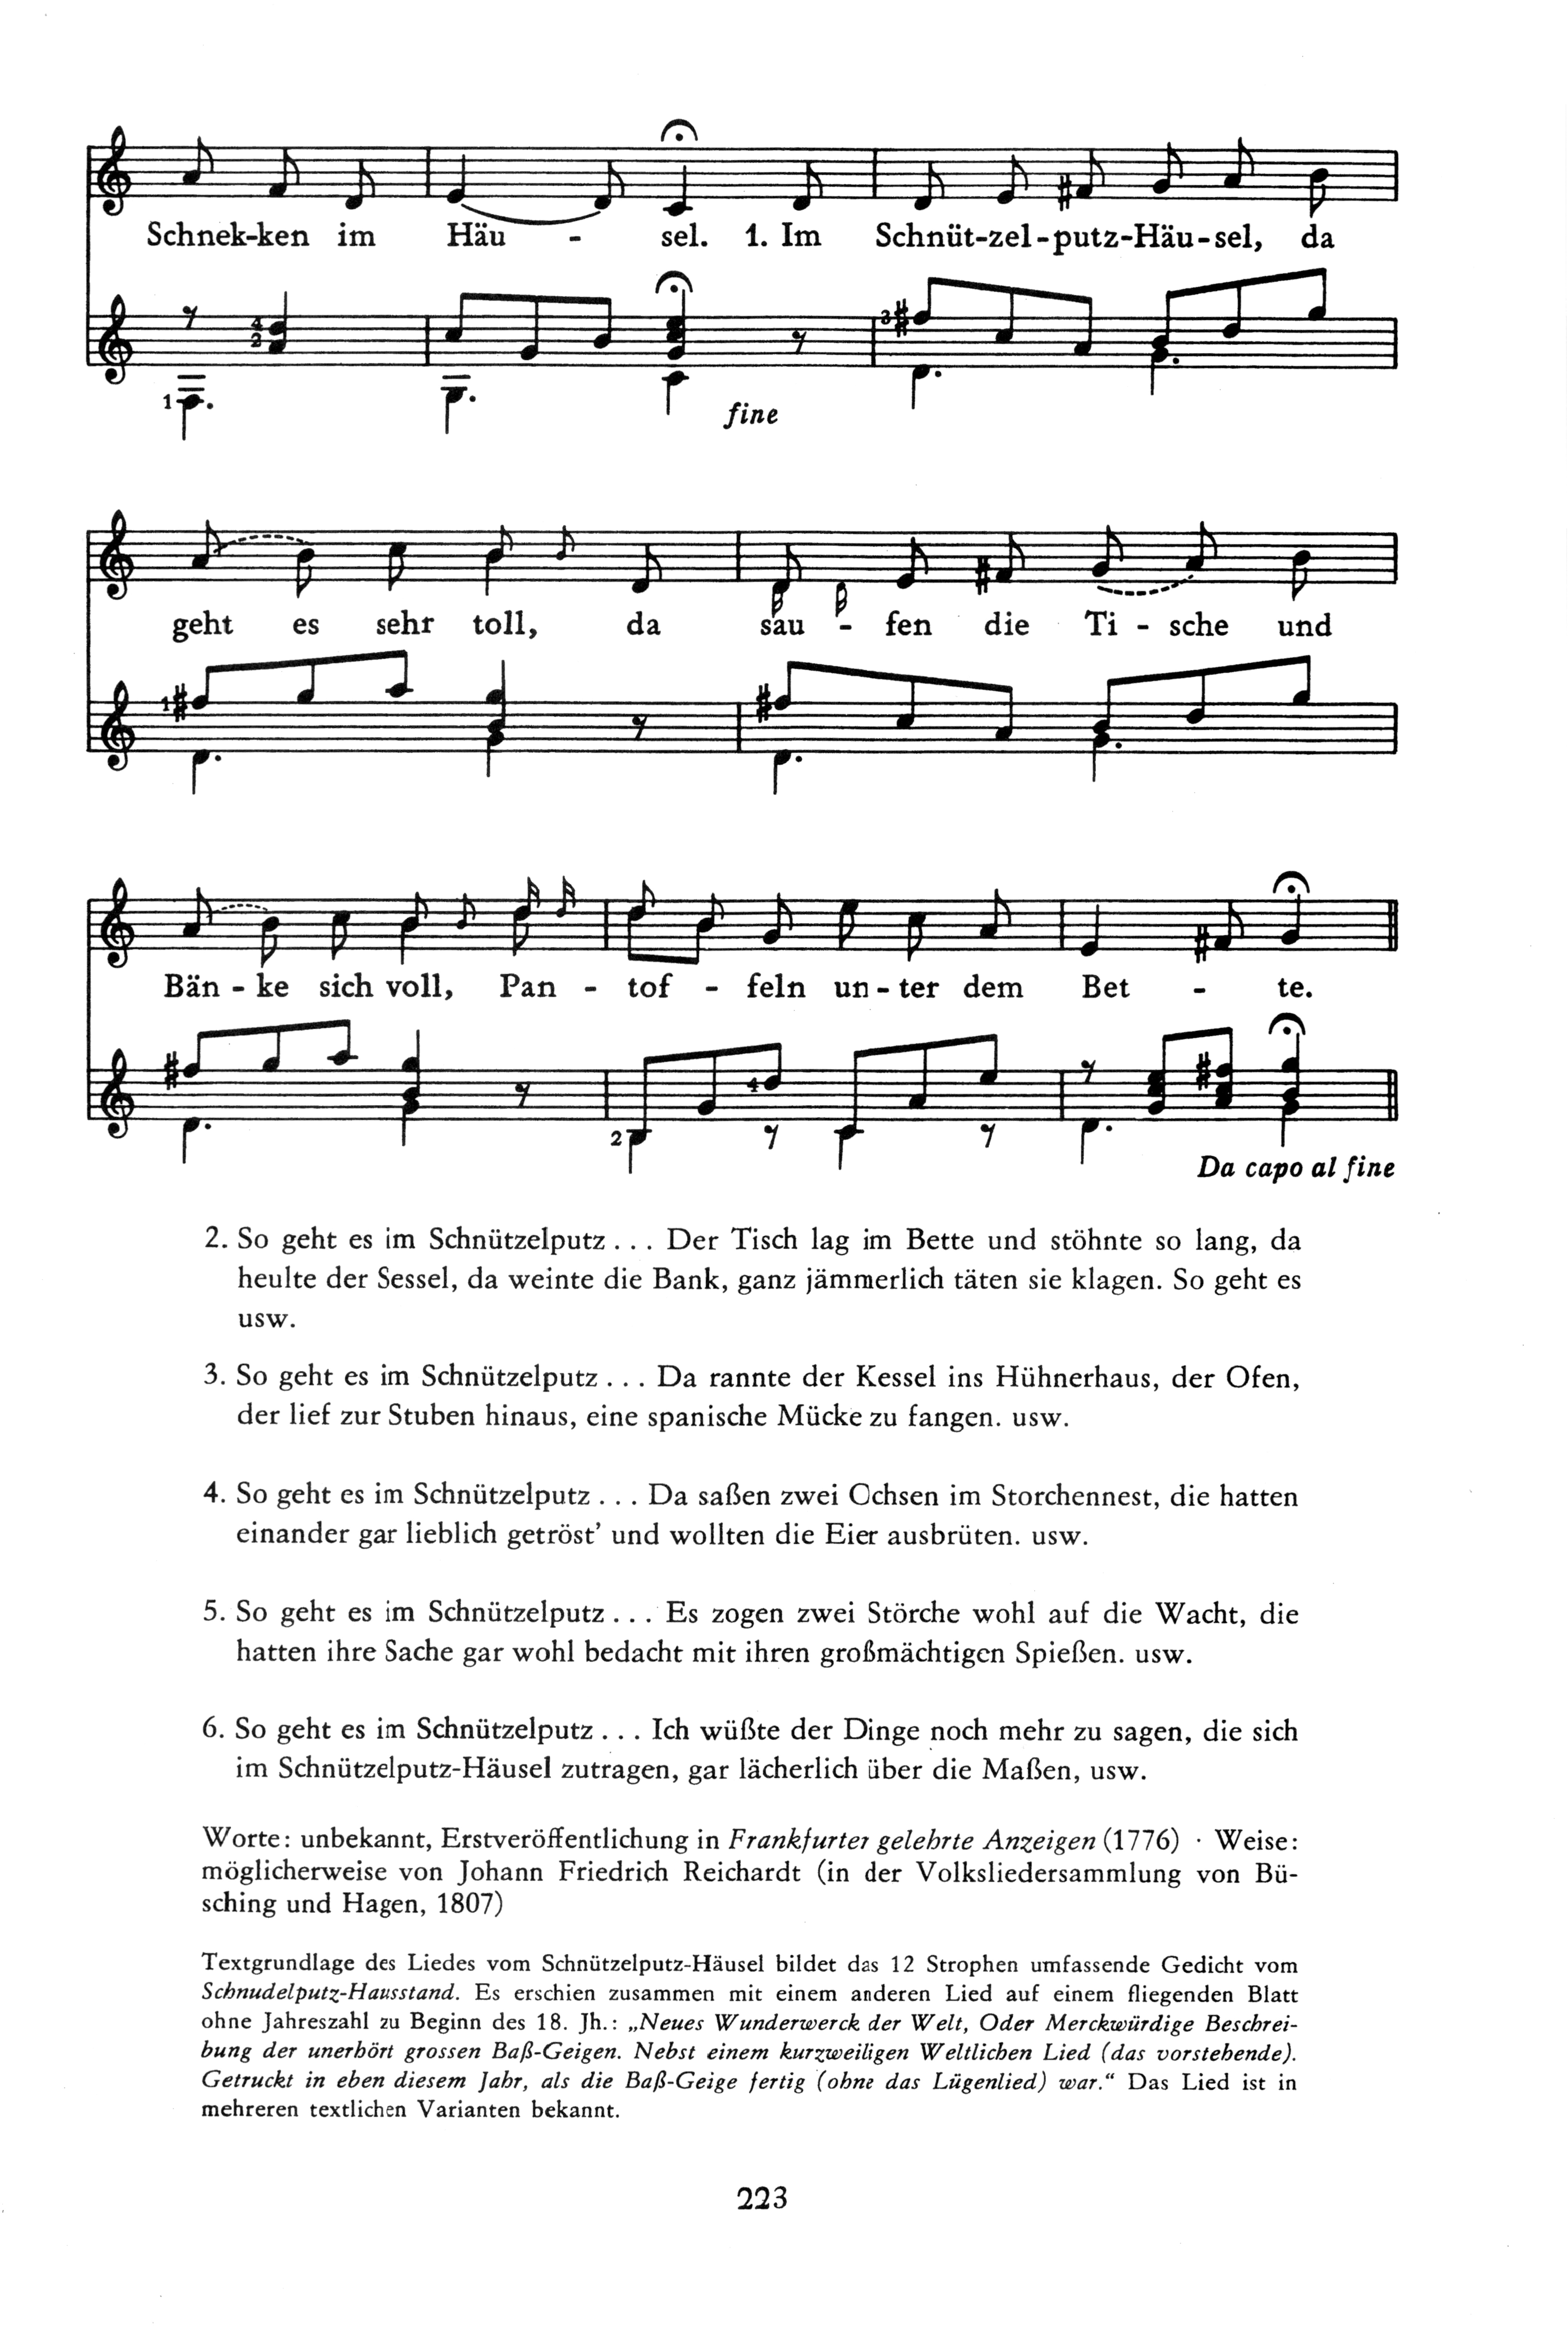 Schnek-ken im Häu - sel. 1. Im Schnüt-zel-putz-Häu-sel, da
4
2
3
1
fine
geht es sehr toll, da sau - fen die Ti - sche und
1
Bän - ke sich voll, Pan - tof - feln un - ter dem Bet - te.
4
2
Da capo al fine
2. So geht es im Schnützelputz . . . Der Tisch lag im Bette und stöhnte so lang, da
heulte der Sessel, da weinte die Bank, ganz jämmerlich täten sie klagen. So geht es
usw.
3. So geht es im Schnützelputz . . . Da rannte der Kessel ins Hühnerhaus, der Ofen,
der lief zur Stuben hinaus, eine spanische Mücke zu fangen. usw.
4. So geht es im Schnützelputz . . . Da saßen zwei Ochsen im Storchennest, die hatten
einander gar lieblich getröst’ und wollten die Eier ausbrüten. usw.
5. So geht es im Schnützelputz . . . Es zogen zwei Störche wohl auf die Wacht, die
hatten ihre Sache gar wohl bedacht mit ihren großmächtigen Spießen. usw.
6. So geht es im Schnützelputz . . . Ich wüßte der Dinge noch mehr zu sagen, die sich
im Schnützelputz-Häusel zutragen, gar lächerlich über die Maßen, usw.
Worte: unbekannt, Erstveröffentlichung in Frankfurter gelehrte Anzeigen (1776) · Weise:
möglicherweise von Johann Friedrich Reichardt (in der Volksliedersammlung von Bü-
sching und Hagen, 1807)
Textgrundlage des Liedes vom Schnützelputz-Häusel bildet das 12 Strophen umfassende Gedicht vom
Schnudelputz-Hausstand. Es erschien zusammen mit einem anderen Lied auf einem fliegenden Blatt
ohne Jahreszahl zu Beginn des 18. Jh.: „Neues Wunderwerck der Welt, Oder Merckwürdige Beschrei-
bung der unerhört grossen Baß-Geigen. Nebst einem kurzweiligen Weltlichen Lied (das vorstehende).
Getruckt in eben diesem Jahr, als die Baß-Geige fertig (ohne das Lügenlied) war.“ Das Lied ist in
mehreren textlichen Varianten bekannt.
223